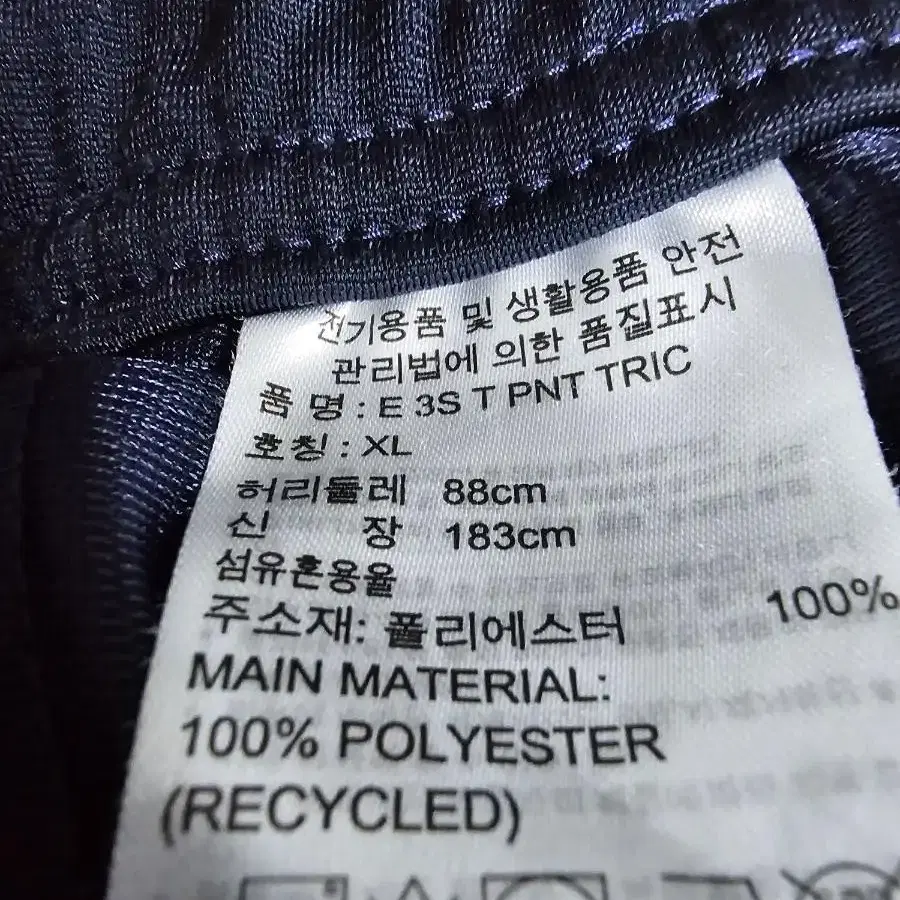 전기용품 및 생활용품 안전
관리법에 의한 품질표시
품 명 : E 3S T PNT TRIC
호칭 : XL
허리둘레 88cm
신 장 183cm
섬유혼용율
주소재: 폴리에스터 100%
MAIN MATERIAL:
100% POLYESTER
(RECYCLED)